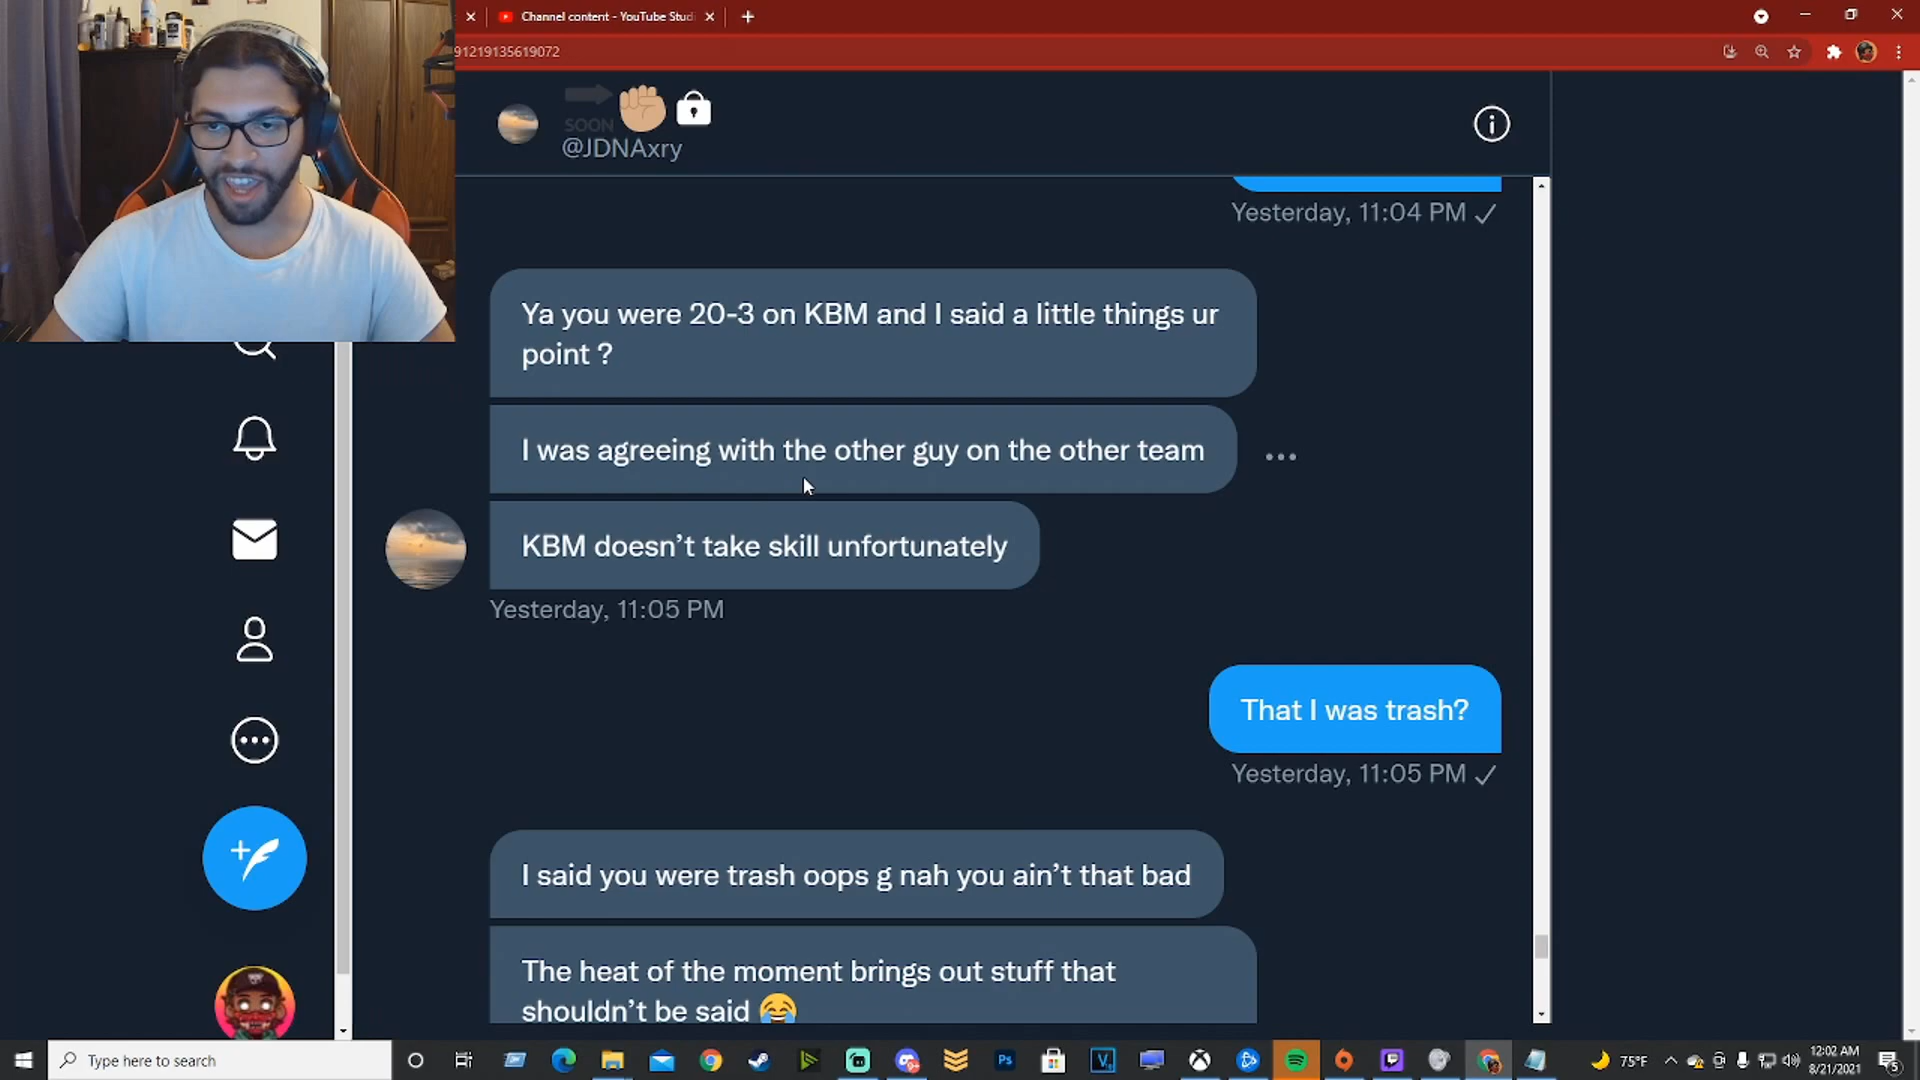 Channel content - YouTube Studi
91219135619072
SOON
@JDNAxry
Yesterday, 11:04 PM
Ya you were 20-3 on KBM and I said a little things ur
point ?
I was agreeing with the other guy on the other team
KBM doesn't take skill unfortunately
Yesterday, 11:05 PM
That I was trash?
Yesterday, 11:05 PM
I said you were trash oops g nah you ain't that bad
The heat of the moment brings out stuff that
shouldn't be said 😂
Type here to search
Ps
75°F
12:02 AM
8/21/2021
5